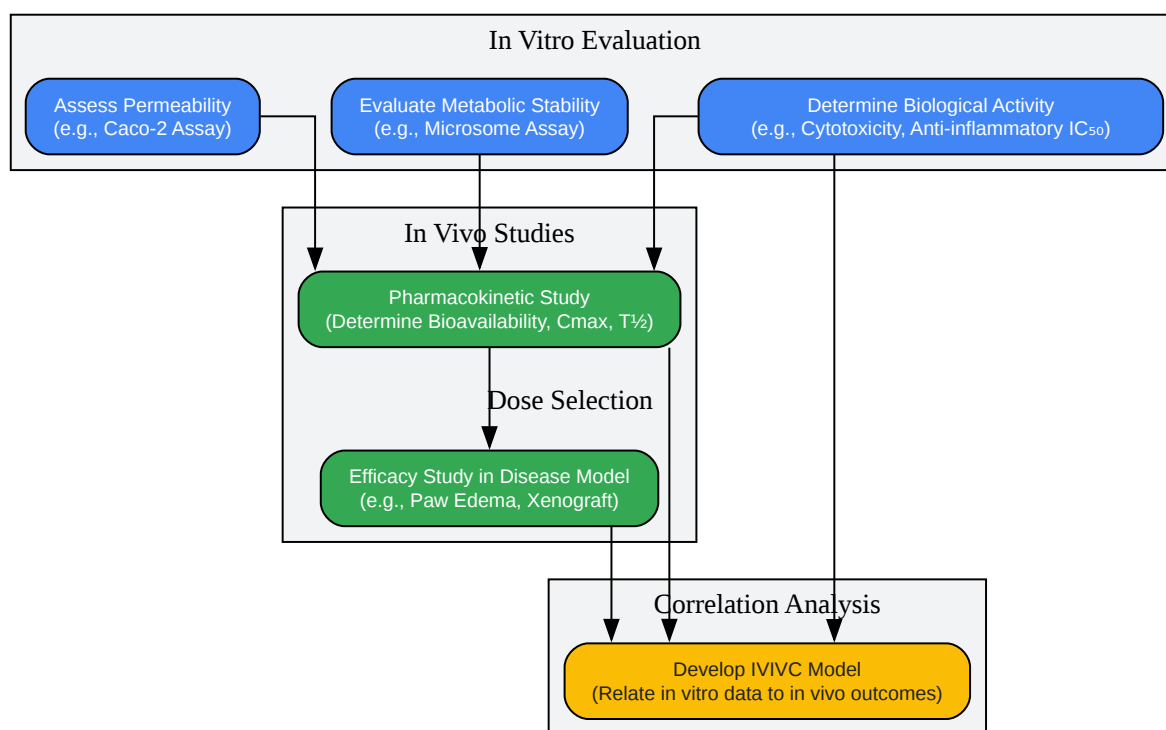 In Vitro Evaluation
Assess Permeability
(e.g., Caco-2 Assay)
Evaluate Metabolic Stability
(e.g., Microsome Assay)
Determine Biological Activity
(e.g., Cytotoxicity, Anti-inflammatory IC₅₀)
In Vivo Studies
Pharmacokinetic Study
(Determine Bioavailability, Cmax, T½)
Dose Selection
Efficacy Study in Disease Model
(e.g., Paw Edema, Xenograft)
Correlation Analysis
Develop IVIVC Model
(Relate in vitro data to in vivo outcomes)